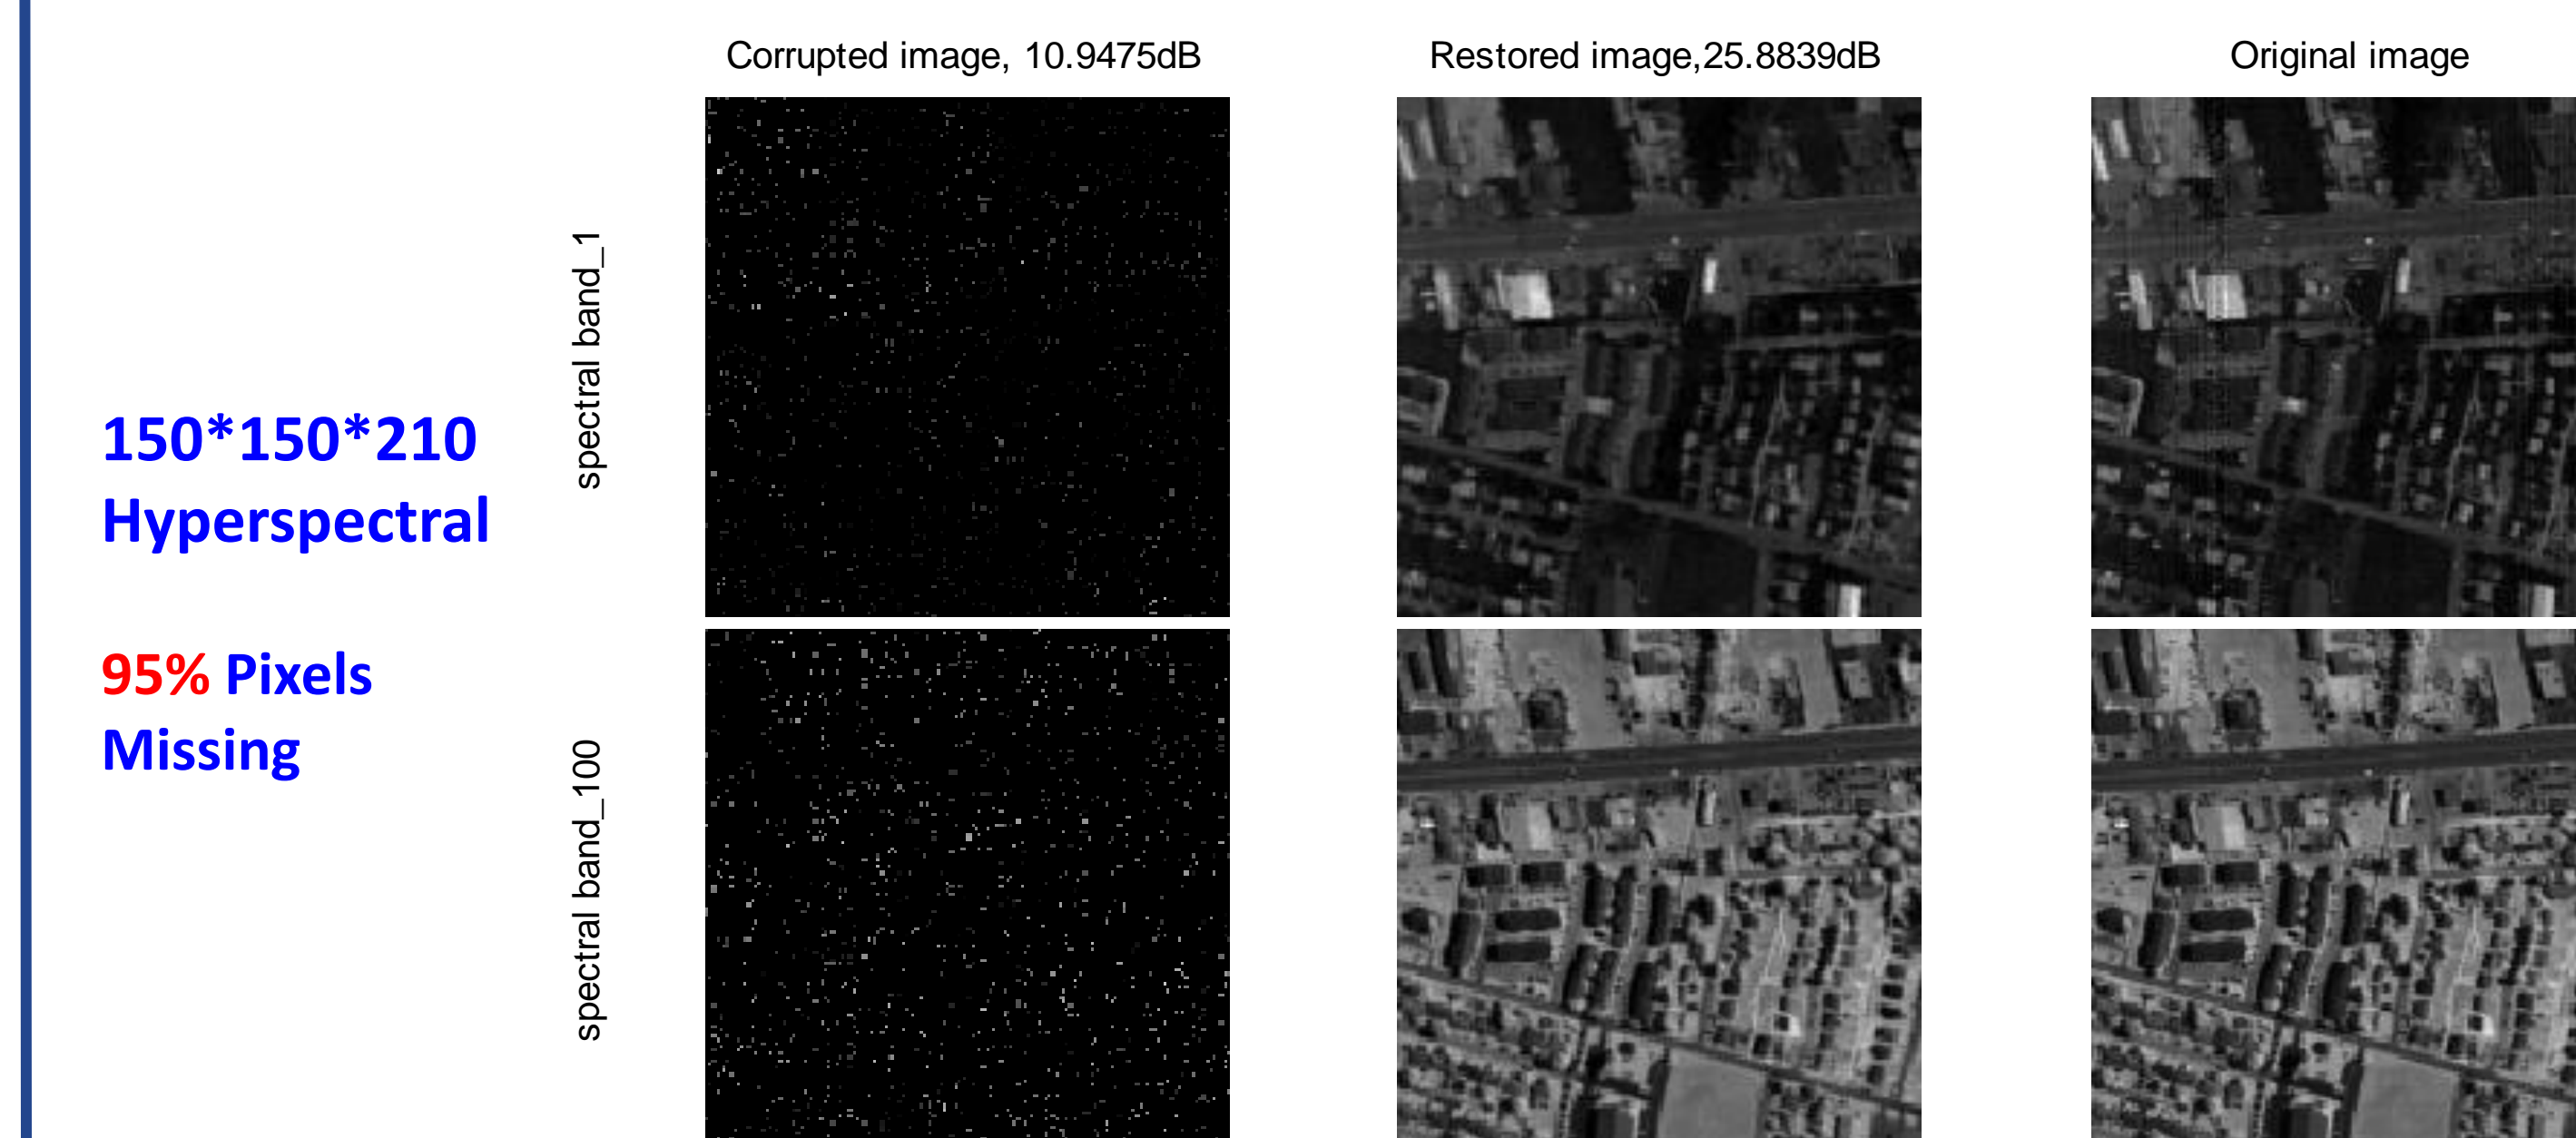 Corrupted image, 10.9475dB
Restored image,25.8839dB
Original image
spectral band_1
150*150*210
Hyperspectral
95% Pixels
Missing
spectral band_100